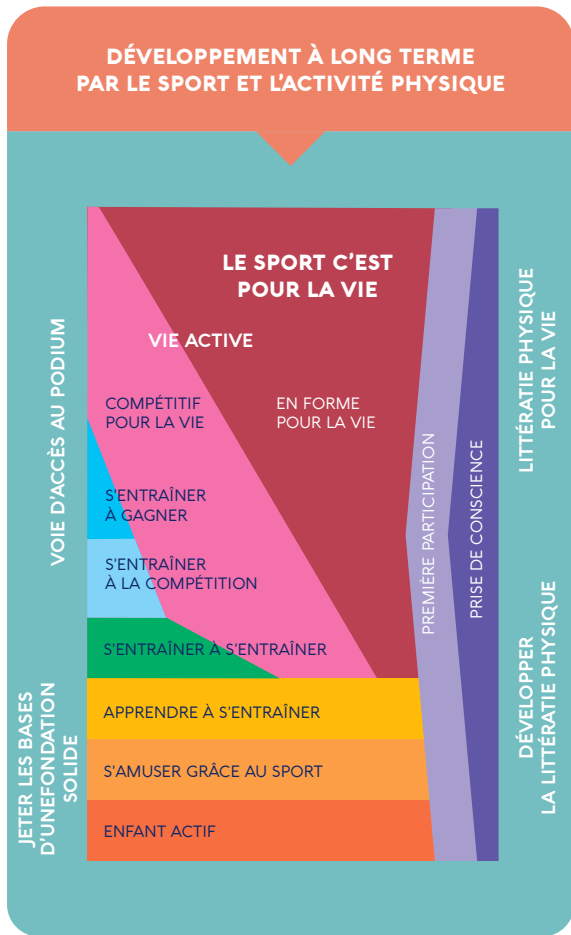 DÉVELOPPEMENT À LONG TERME
PAR LE SPORT ET L'ACTIVITÉ PHYSIQUE
LE SPORT C'EST
POUR LA VIE
VIE ACTIVE
COMPÉTITIF
POUR LA VIE
EN FORME
POUR LA VIE
S'ENTRAÎNER
À GAGNER
S'ENTRAÎNER
À LA COMPÉTITION
S'ENTRAÎNER À S'ENTRAÎNER
APPRENDRE À S'ENTRAÎNER
S'AMUSER GRÂCE AU SPORT
ENFANT ACTIF
VOIE D'ACCÈS AU PODIUM
JETER LES BASES
D'UNEFONDATION
SOLIDE
PREMIÈRE PARTICIPATION
PRISE DE CONSCIENCE
LITTÉRATIE PHYSIQUE
POUR LA VIE
DÉVELOPPER
LA LITTÉRATIE PHYSIQUE